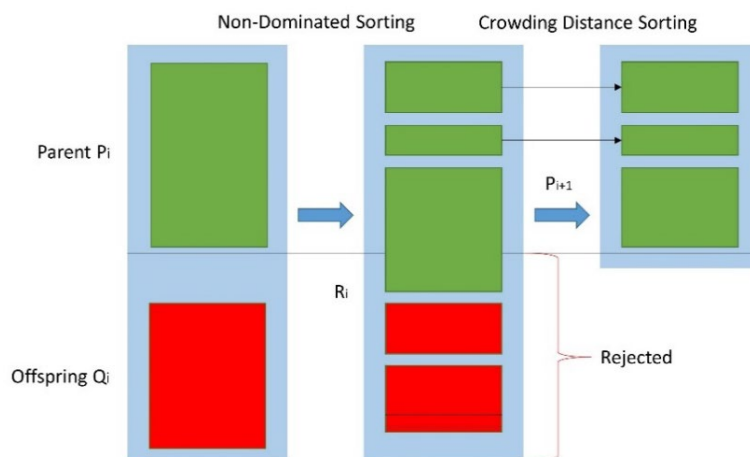 Non-Dominated Sorting
Crowding Distance Sorting
Parent Pi
Pi+1
Ri
Rejected
Offspring Qi